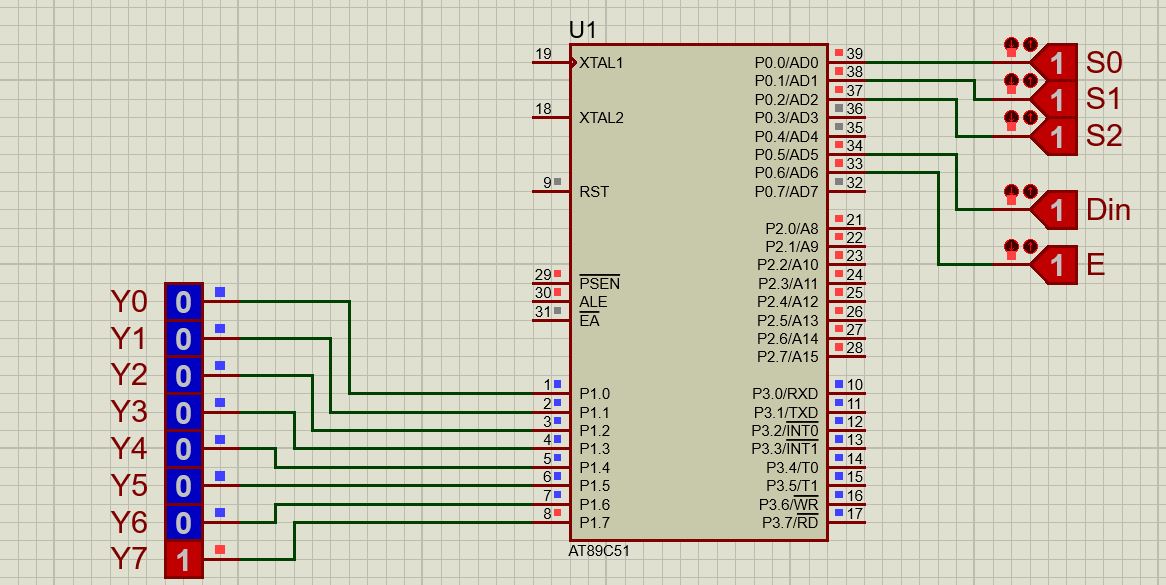 U1
19 XTAL1 P0.0/AD0 39 1 S0
P0.1/AD1 38
P0.2/AD2 37 1 S1
18 XTAL2 P0.3/AD3 36
P0.4/AD4 35 1 S2
P0.5/AD5 34
P0.6/AD6 33
9 RST P0.7/AD7 32
1 Din
P2.0/A8 21
P2.1/A9 22
P2.2/A10 23 1 E
29 PSEN P2.3/A11 24
Y0 0 30 ALE P2.4/A12 25
31 EA P2.5/A13 26
Y1 0 P2.6/A14 27
P2.7/A15 28
Y2 0
1 P1.0 P3.0/RXD 10
Y3 0 2 P1.1 P3.1/TXD 11
3 P1.2 P3.2/INT0 12
Y4 0 4 P1.3 P3.3/INT1 13
5 P1.4 P3.4/T0 14
Y5 0 6 P1.5 P3.5/T1 15
7 P1.6 P3.6/WR 16
Y6 0 8 P1.7 P3.7/RD 17
Y7 1
AT89C51